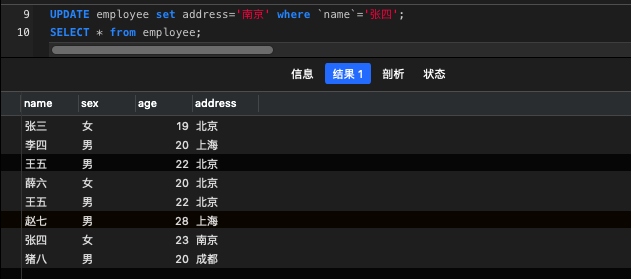 9 UPDATE employee set address='南京' where `name`='张四';
10 SELECT * from employee;
信息 结果 1 剖析 状态
name sex age address
张三 女 19 北京
李四 男 20 上海
王五 男 22 北京
薛六 女 20 北京
王五 男 22 北京
赵七 男 28 上海
张四 女 23 南京
猪八 男 20 成都